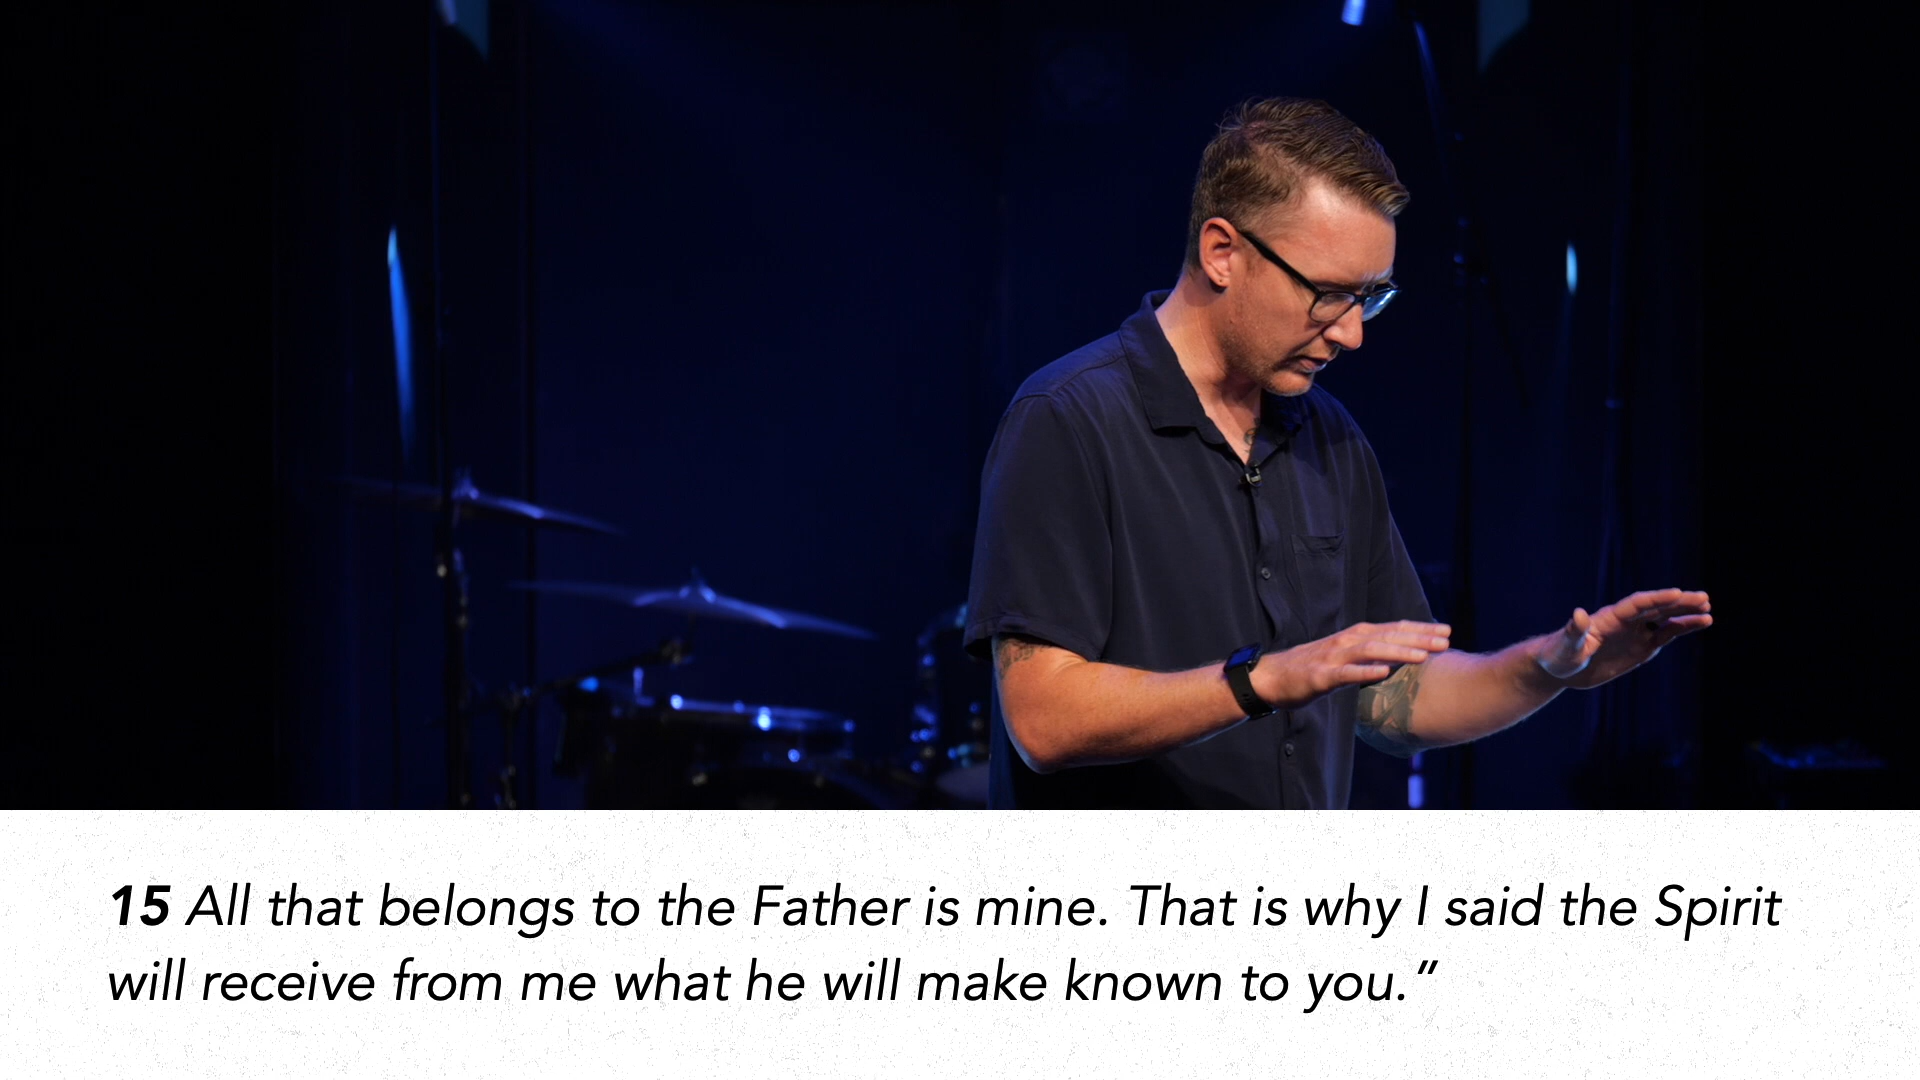 15 All that belongs to the Father is mine. That is why I said the Spirit
will receive from me what he will make known to you.”